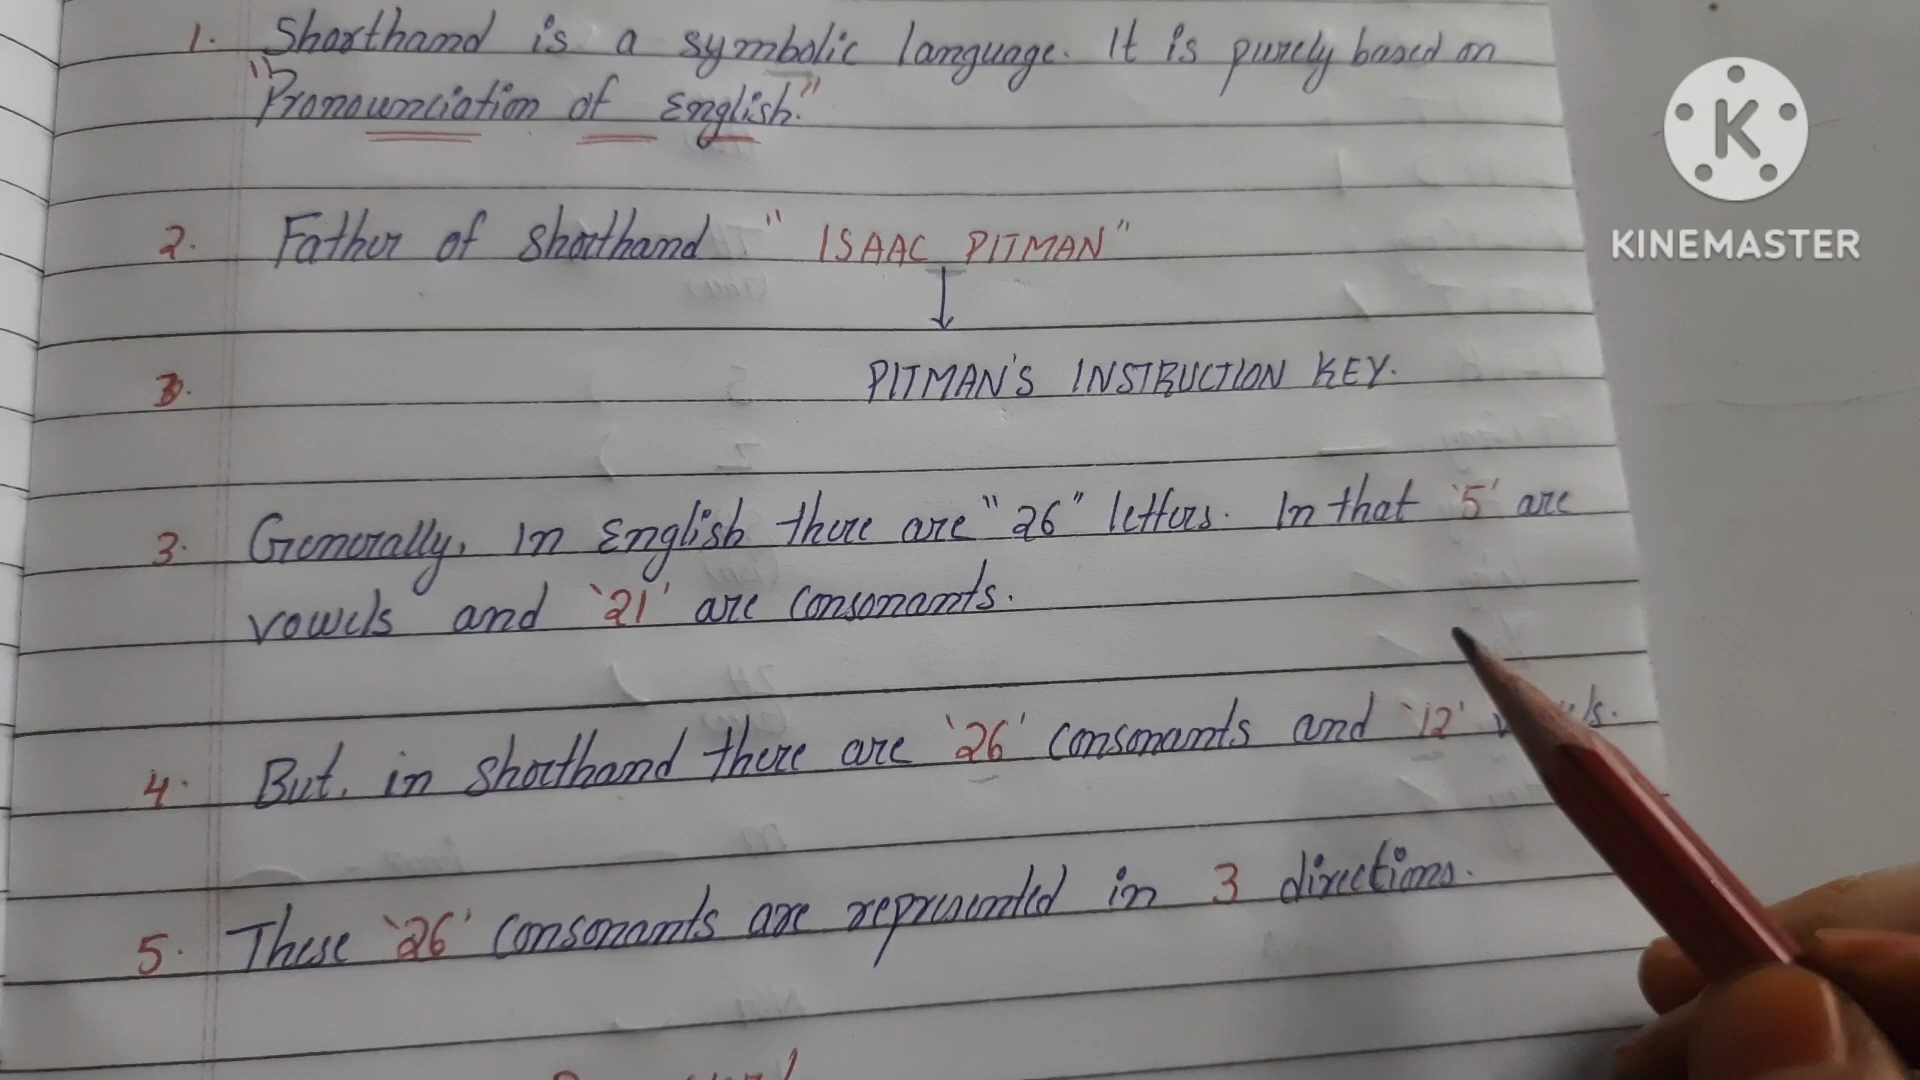 1. Shorthand is a symbolic language. It is purely based on
"Pronounciation of English."
2. Father of Shorthand "ISAAC PITMAN"
3. PITMAN'S INSTRUCTION KEY.
3. Generally, in English there are "26" letters. In that '5' are
vowels and '21' are consonants.
4. But, in Shorthand there are '26' consonants and '12'
5. These '26' consonants are represented in 3 directions.
K
KINEMASTER